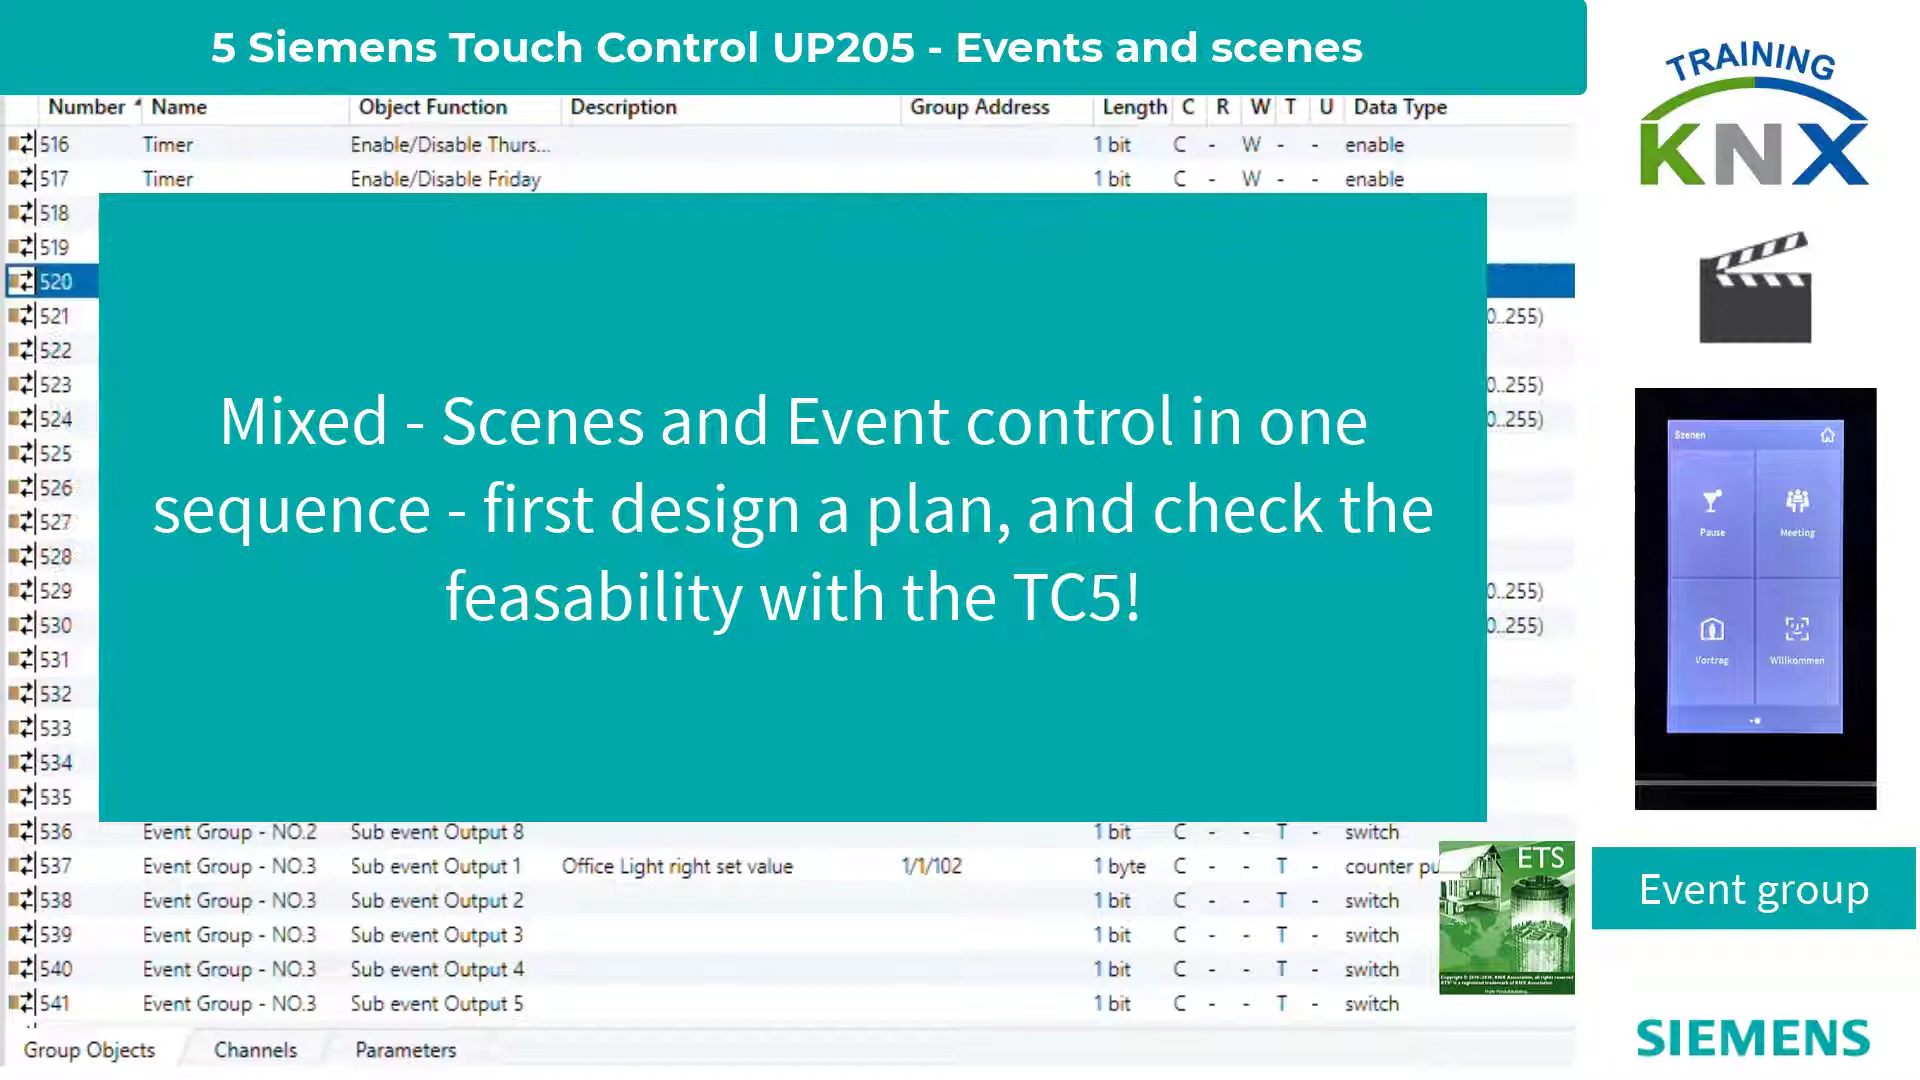 5 Siemens Touch Control UP205 - Events and scenes
TRAINING
KNX
Number Name Object Function Description Group Address Length C R W T U Data Type
516 Timer Enable/Disable Thurs... 1 bit C - W - - enable
517 Timer Enable/Disable Friday 1 bit C - W - - enable
518
519
520
521 0..255)
522
523 0..255)
524 0..255)
525
526
527
528
529 0..255)
530 0..255)
531
532
533
534
535
Mixed - Scenes and Event control in one
sequence - first design a plan, and check the
feasability with the TC5!
536 Event Group - NO.2 Sub event Output 8 1 bit C - - T - switch
537 Event Group - NO.3 Sub event Output 1 Office Light right set value 1/1/102 1 byte C - - T - counter pu
538 Event Group - NO.3 Sub event Output 2 1 bit C - - T - switch
539 Event Group - NO.3 Sub event Output 3 1 bit C - - T - switch
540 Event Group - NO.3 Sub event Output 4 1 bit C - - T - switch
541 Event Group - NO.3 Sub event Output 5 1 bit C - - T - switch
Group Objects Channels Parameters
ETS
Szenen
Pause Meeting
Vortrag Willkommen
Event group
SIEMENS